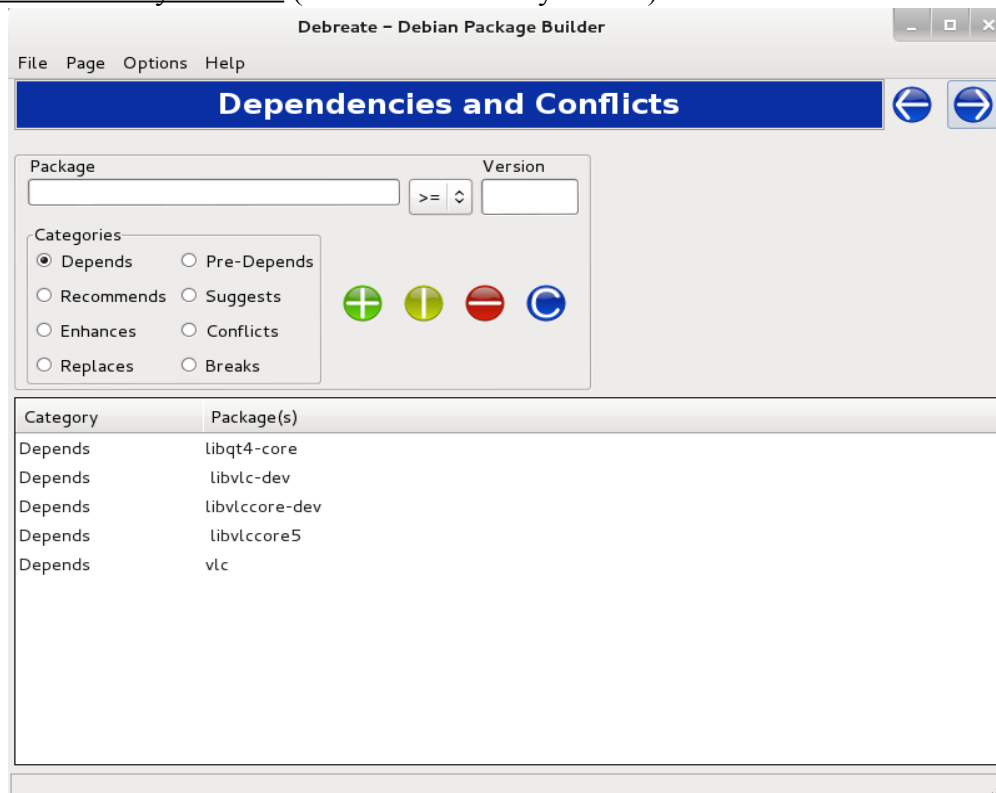 Debreate – Debian Package Builder
File Page Options Help
Dependencies and Conflicts
Package Version
>=
Categories
Depends Pre-Depends
Recommends Suggests
Enhances Conflicts
Replaces Breaks
Category Package(s)
Depends libqt4-core
Depends libvlc-dev
Depends libvlccore-dev
Depends libvlccore5
Depends vlc